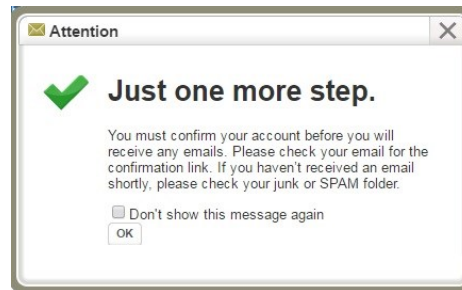 Attention
Just one more step.
You must confirm your account before you will
receive any emails. Please check your email for the
confirmation link. If you haven't received an email
shortly, please check your junk or SPAM folder.
Don't show this message again
OK